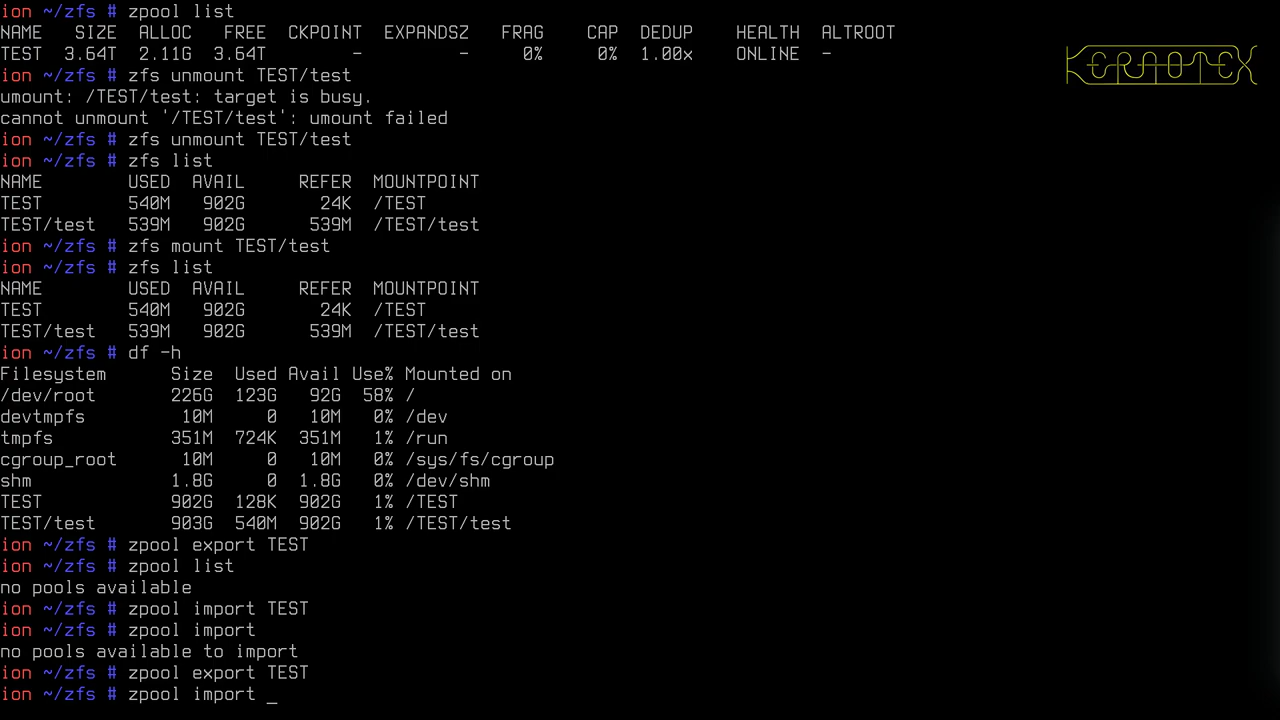 ion ~/zfs # zpool list
NAME   SIZE  ALLOC   FREE  CKPOINT  EXPANDSZ   FRAG    CAP  DEDUP    HEALTH  ALTROOT
TEST  3.64T  2.11G  3.64T        -         -     0%     0%  1.00x    ONLINE  -
KERAOTEX
ion ~/zfs # zfs unmount TEST/test
umount: /TEST/test: target is busy.
cannot unmount '/TEST/test': umount failed
ion ~/zfs # zfs unmount TEST/test
ion ~/zfs # zfs list
NAME        USED  AVAIL     REFER  MOUNTPOINT
TEST        540M   902G       24K  /TEST
TEST/test   539M   902G      539M  /TEST/test
ion ~/zfs # zfs mount TEST/test
ion ~/zfs # zfs list
NAME        USED  AVAIL     REFER  MOUNTPOINT
TEST        540M   902G       24K  /TEST
TEST/test   539M   902G      539M  /TEST/test
ion ~/zfs # df -h
Filesystem      Size  Used Avail Use% Mounted on
/dev/root       226G  123G   92G  58% /
devtmpfs         10M     0   10M   0% /dev
tmpfs           351M  724K  351M   1% /run
cgroup_root      10M     0   10M   0% /sys/fs/cgroup
shm             1.8G     0  1.8G   0% /dev/shm
TEST            902G  128K  902G   1% /TEST
TEST/test       903G  540M  902G   1% /TEST/test
ion ~/zfs # zpool export TEST
ion ~/zfs # zpool list
no pools available
ion ~/zfs # zpool import TEST
ion ~/zfs # zpool import
no pools available to import
ion ~/zfs # zpool export TEST
ion ~/zfs # zpool import _